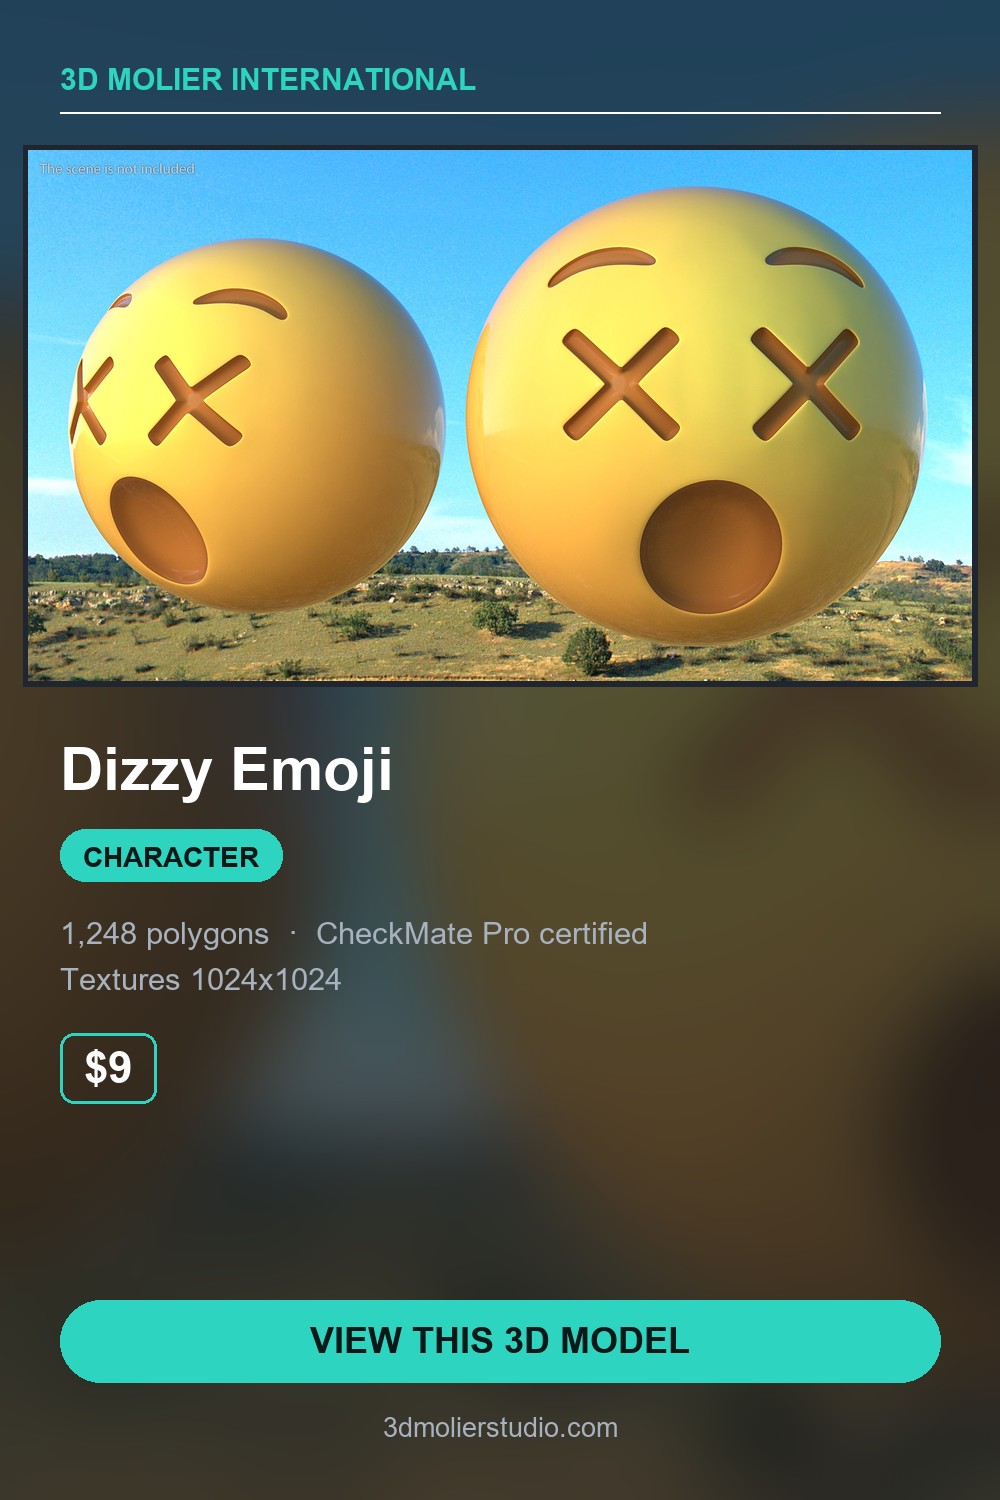 3D MOLIER INTERNATIONAL
The scene is not included
Dizzy Emoji
CHARACTER
1,248 polygons · CheckMate Pro certified
Textures 1024x1024
$9
VIEW THIS 3D MODEL
3dmolierstudio.com